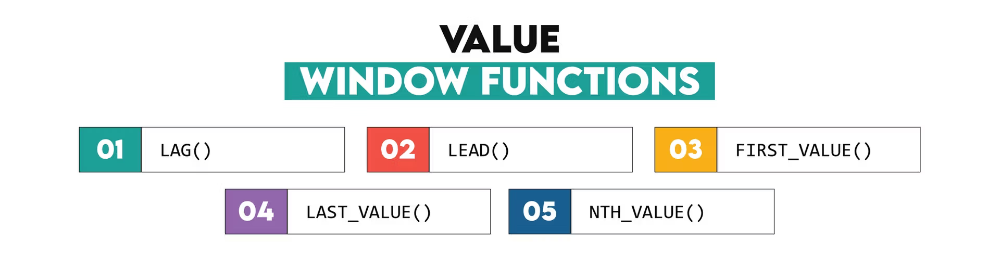 VALUE
WINDOW FUNCTIONS
01 LAG()
02 LEAD()
03 FIRST_VALUE()
04 LAST_VALUE()
05 NTH_VALUE()